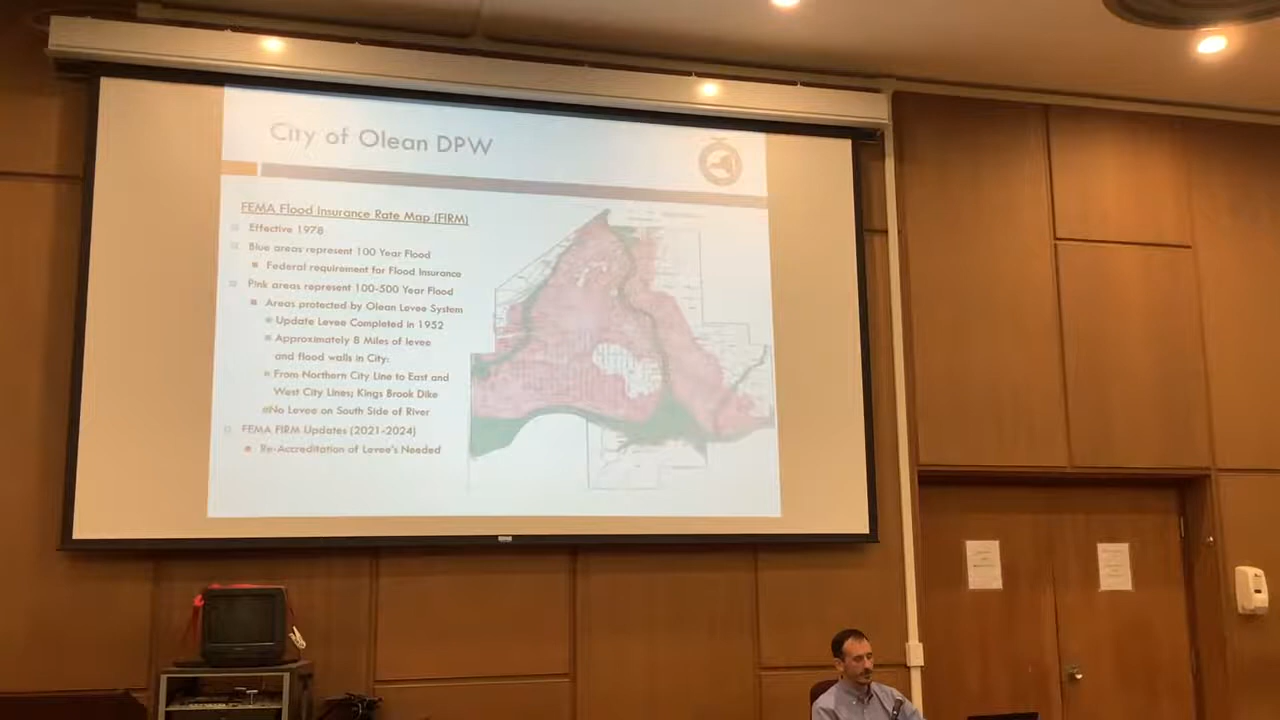 City of Olean DPW
FEMA Flood Insurance Rate Map (FIRM)
Effective 1978
Blue areas represent 100 Year Flood
Federal requirement for Flood Insurance
Pink areas represent 100-500 Year Flood
Areas protected by Olean Levee System
Update Levee Completed in 1952
Approximately 8 Miles of levee
and flood walls in City:
From Northern City Line to East and
West City Lines; Kings Brook Dike
No Levee on South Side of River
FEMA FIRM Updates (2021-2024)
Re-Accreditation of Levee's Needed